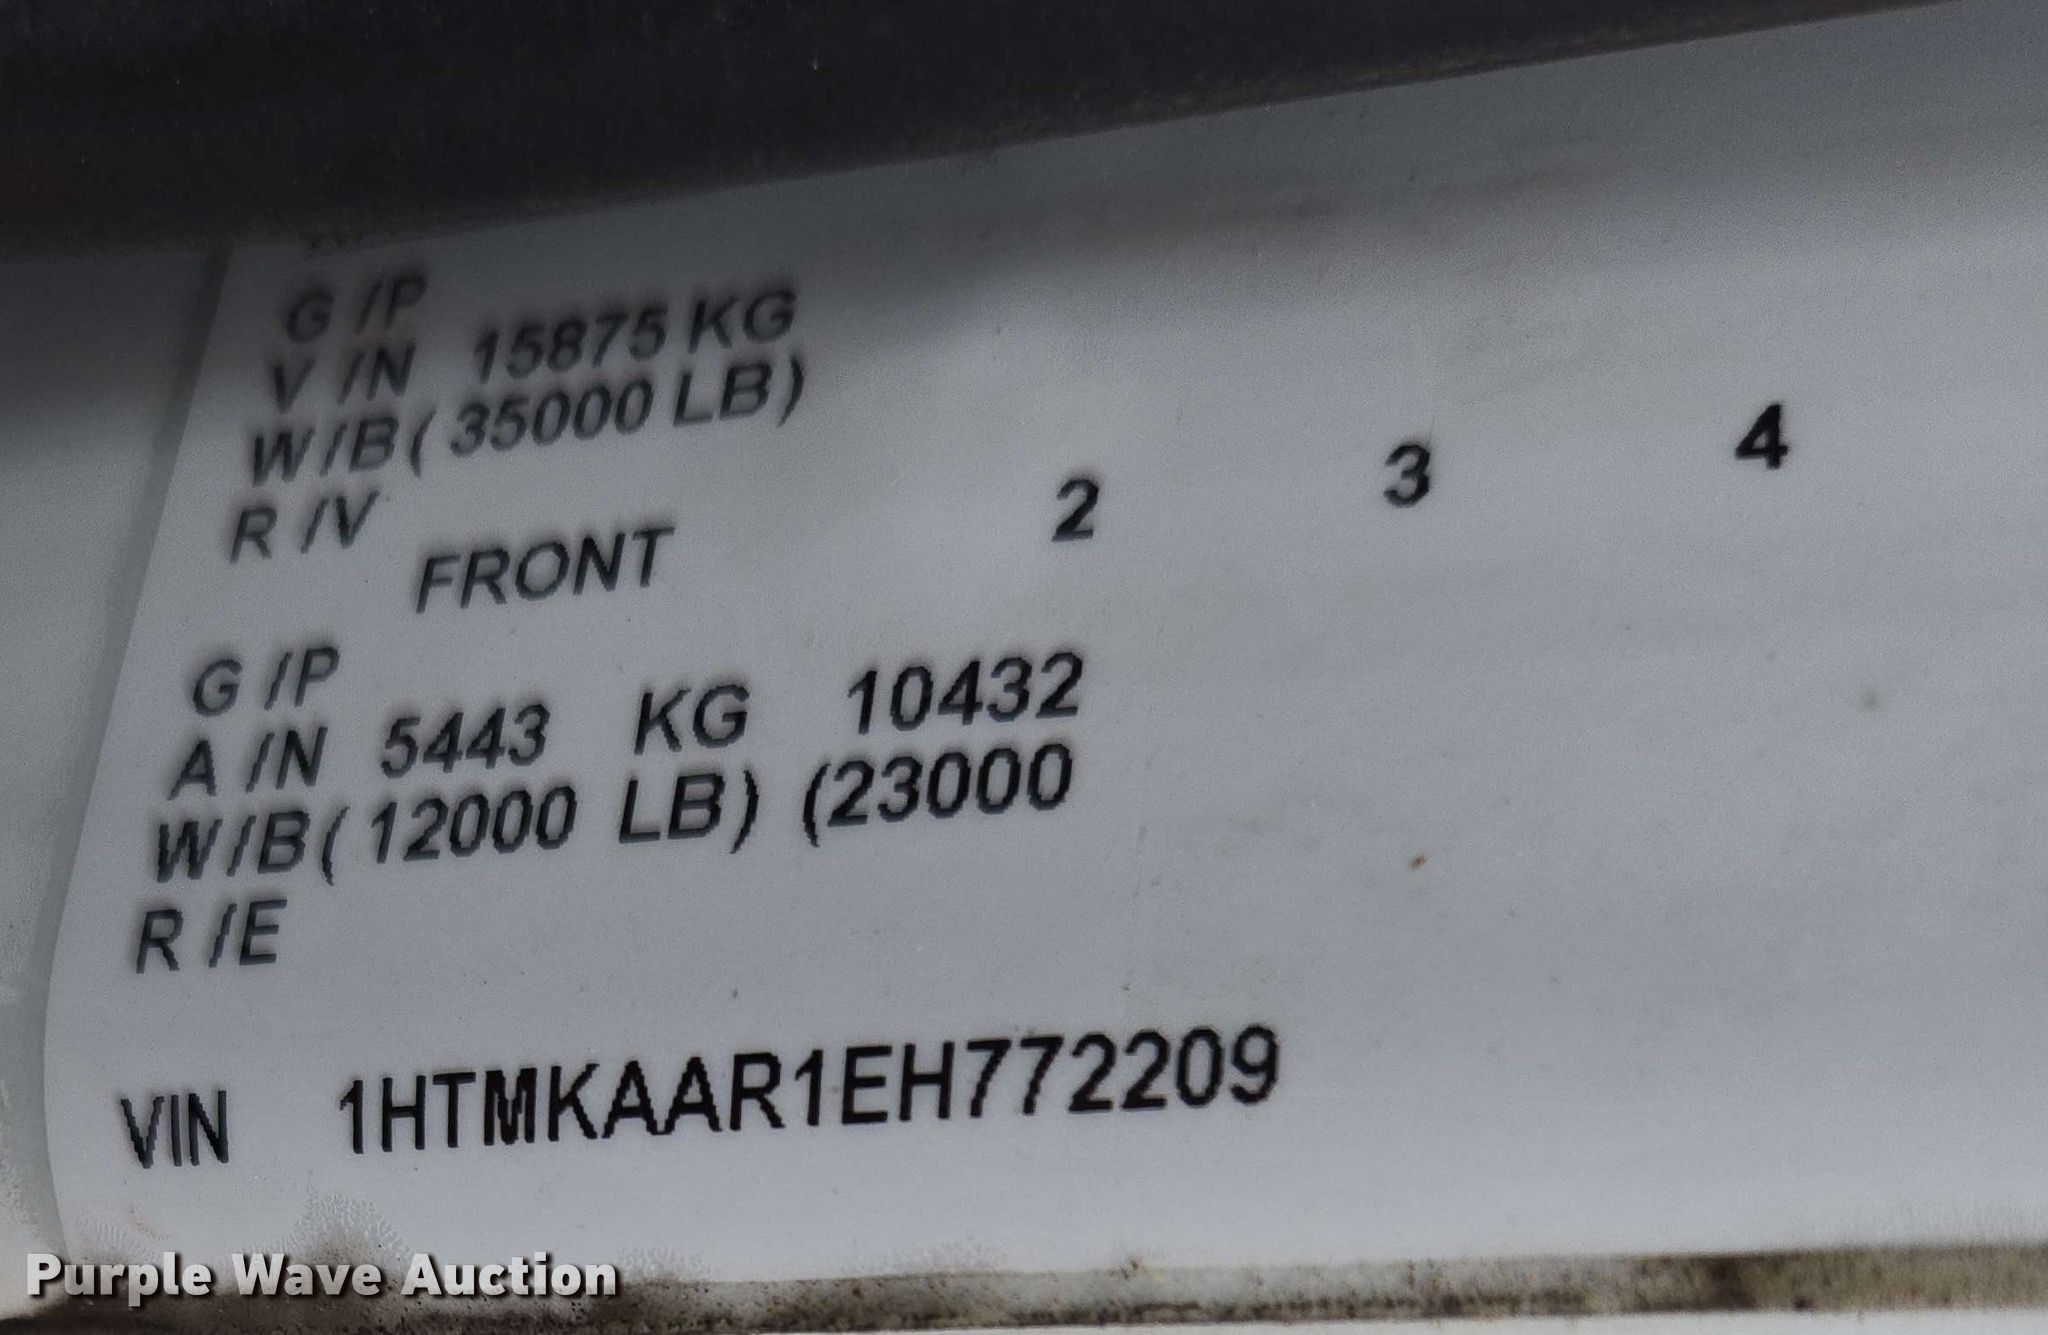 G /P
V /N 15875 KG
W/B ( 35000 LB)
R /V
FRONT 2 3 4
G /P
A /N 5443 KG 10432
W/B ( 12000 LB) (23000
R /E
VIN 1HTMKAAR1EH772209
Purple Wave Auction